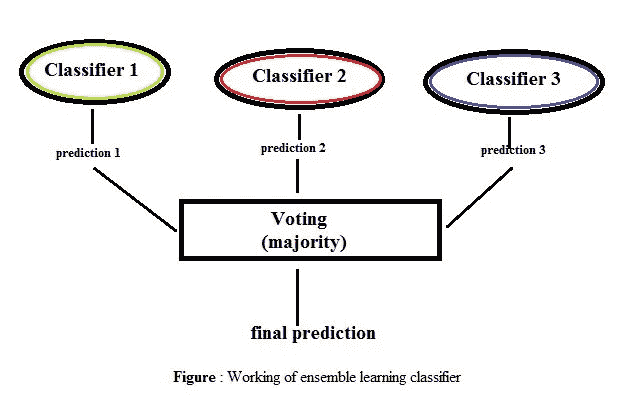 Classifier 1
Classifier 2
Classifier 3
prediction 1
prediction 2
prediction 3
Voting
(majority)
final prediction
Figure : Working of ensemble learning classifier